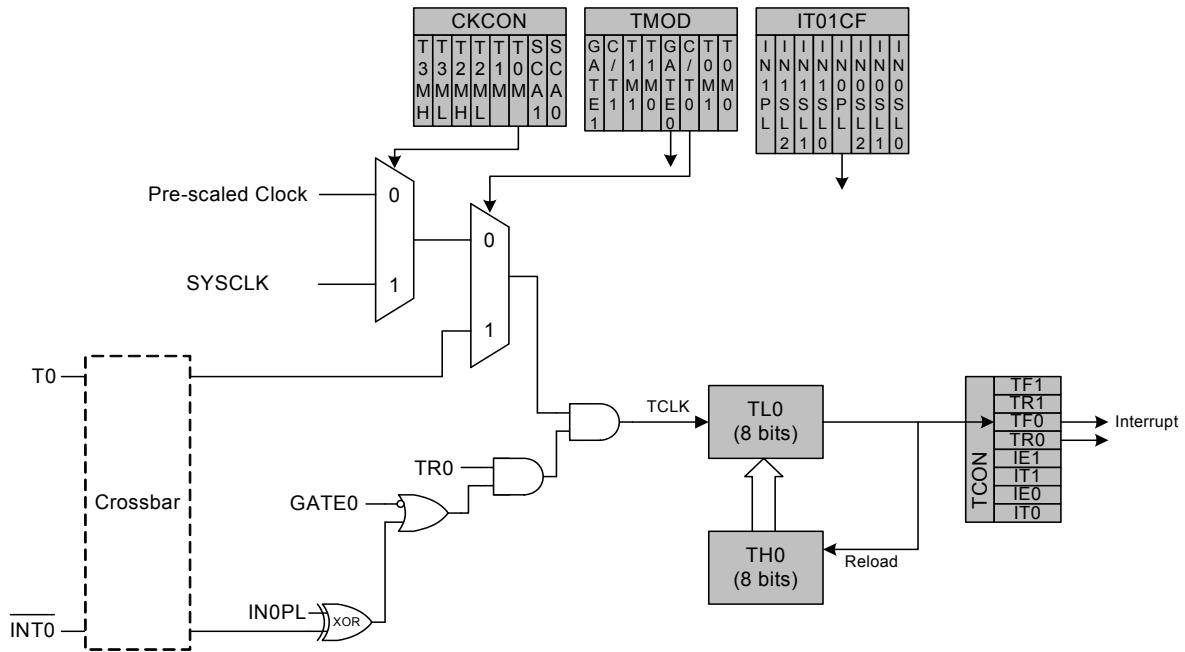 CKCON
T3MH T3ML T2MH T2ML T1M T0M SCA1 SCA0
TMOD
GATE1 C/T1 T1M1 T1M0 GATE0 C/T0 T0M1 T0M0
IT01CF
IN1PL IN1SL2 IN1SL1 IN1SL0 IN0PL IN0SL2 IN0SL1 IN0SL0
Pre-scaled Clock
0
0
SYSCLK
1
1
T0
Crossbar
TCLK
TL0
(8 bits)
TCON
TF1
TR1
TF0
TR0
IE1
IT1
IE0
IT0
Interrupt
TR0
GATE0
TH0
(8 bits)
Reload
IN0PL
XOR
INT0